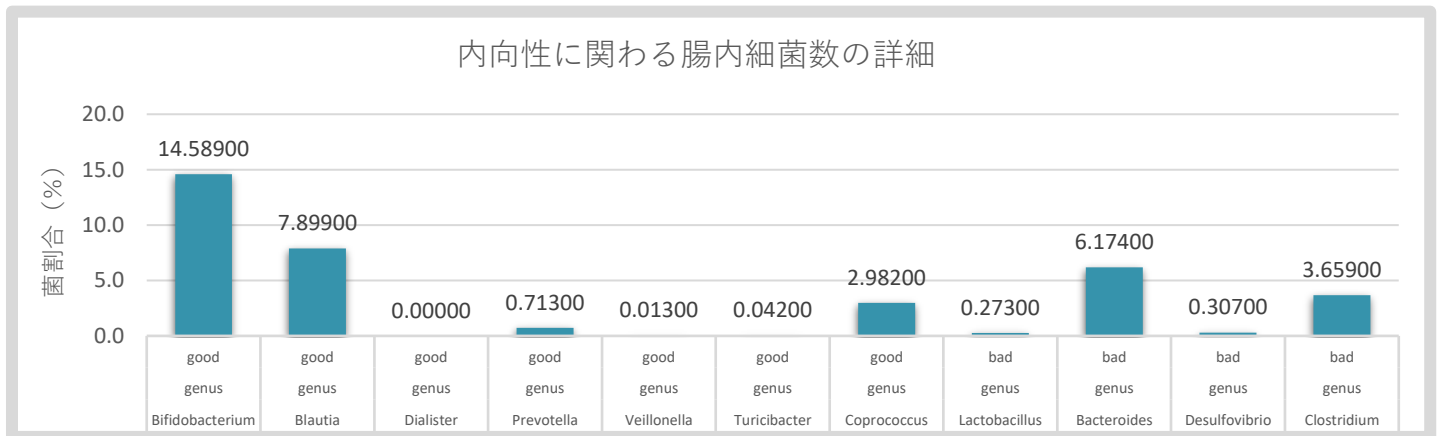 内向性に関わる腸内細菌数の詳細
菌割合（%）
20.0
15.0
10.0
5.0
0.0
14.58900 7.89900 0.00000 0.71300 0.01300 0.04200 2.98200 0.27300 6.17400 0.30700 3.65900
good good good good good good good bad bad bad bad
genus genus genus genus genus genus genus genus genus genus genus
Bifidobacterium Blautia Dialister Prevotella Veillonella Turicibacter Coprococcus Lactobacillus Bacteroides Desulfovibrio Clostridium